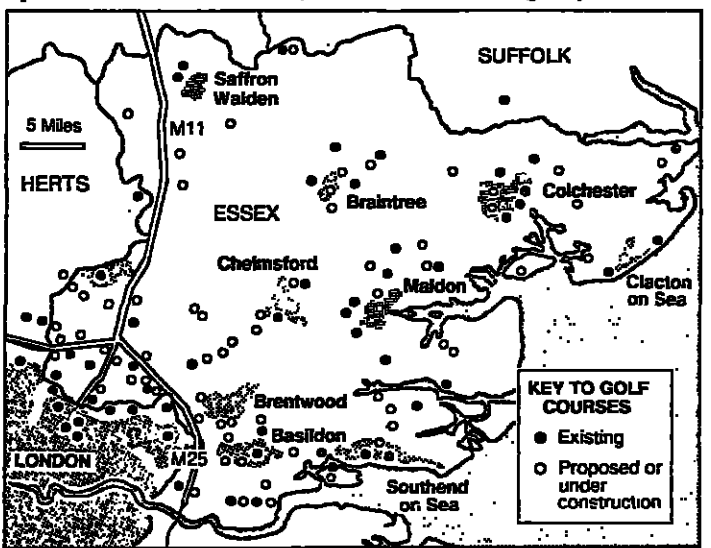 SUFFOLK
Saffron
Walden
5 Miles
M11
HERTS
ESSEX
Braintree
Colchester
Chelmsford
Maldon
Clacton
on Sea
Brentwood
Basildon
LONDON
M25
Southend
on Sea
KEY TO GOLF
COURSES
Existing
Proposed or
under
construction